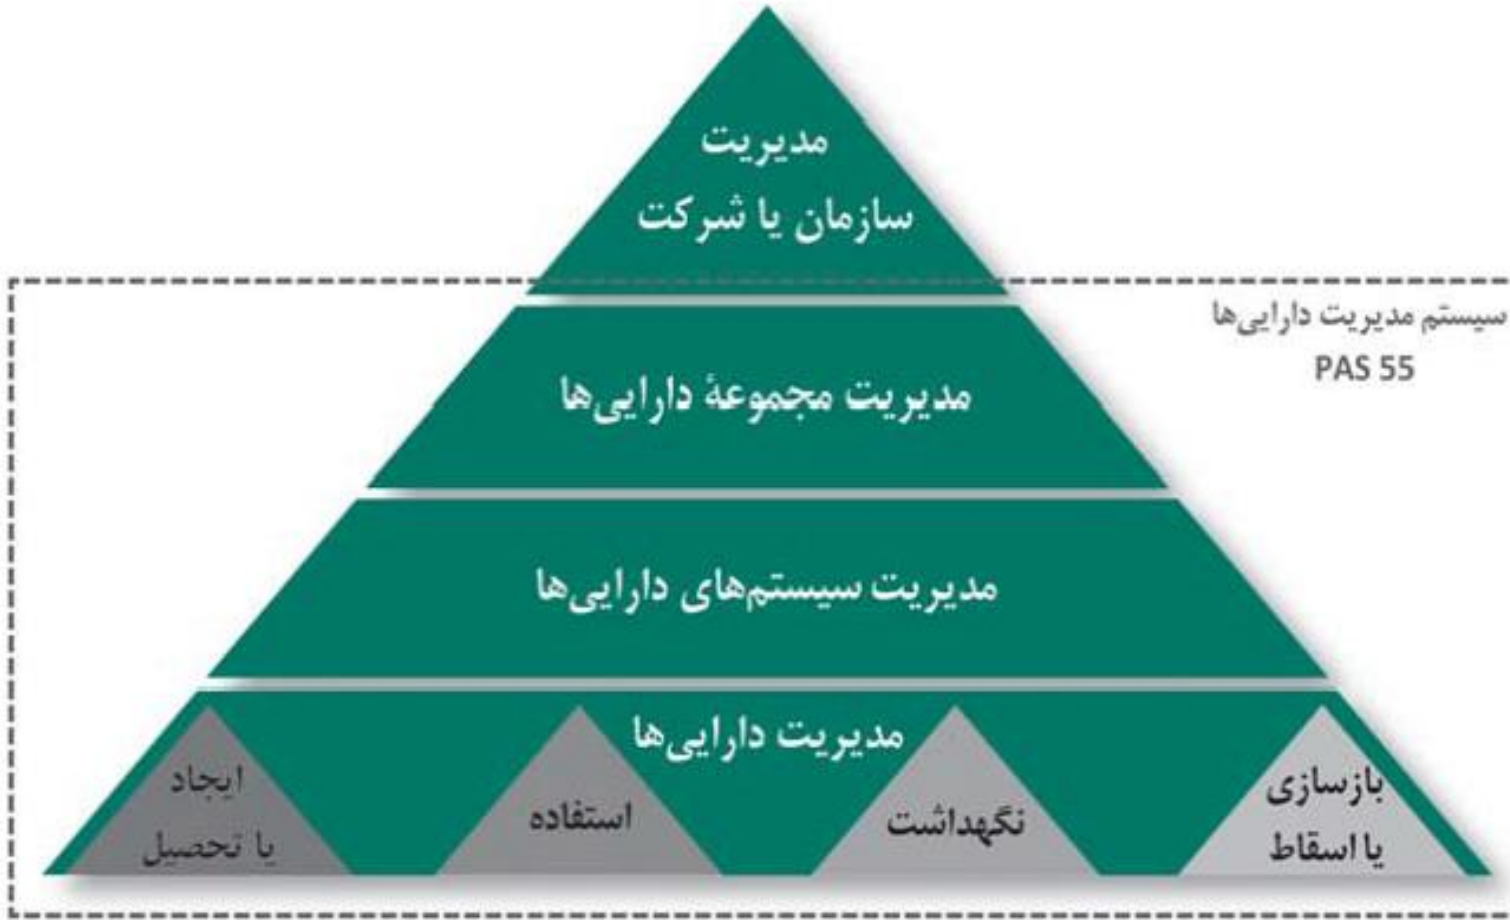 مدیریت
سازمان یا شرکت
سیستم مدیریت دارایی‌ها
PAS 55
مدیریت مجموعهٔ دارایی‌ها
مدیریت سیستم‌های دارایی‌ها
مدیریت دارایی‌ها
بازسازی
یا اسقاط
نگهداشت
استفاده
ایجاد
یا تحصیل